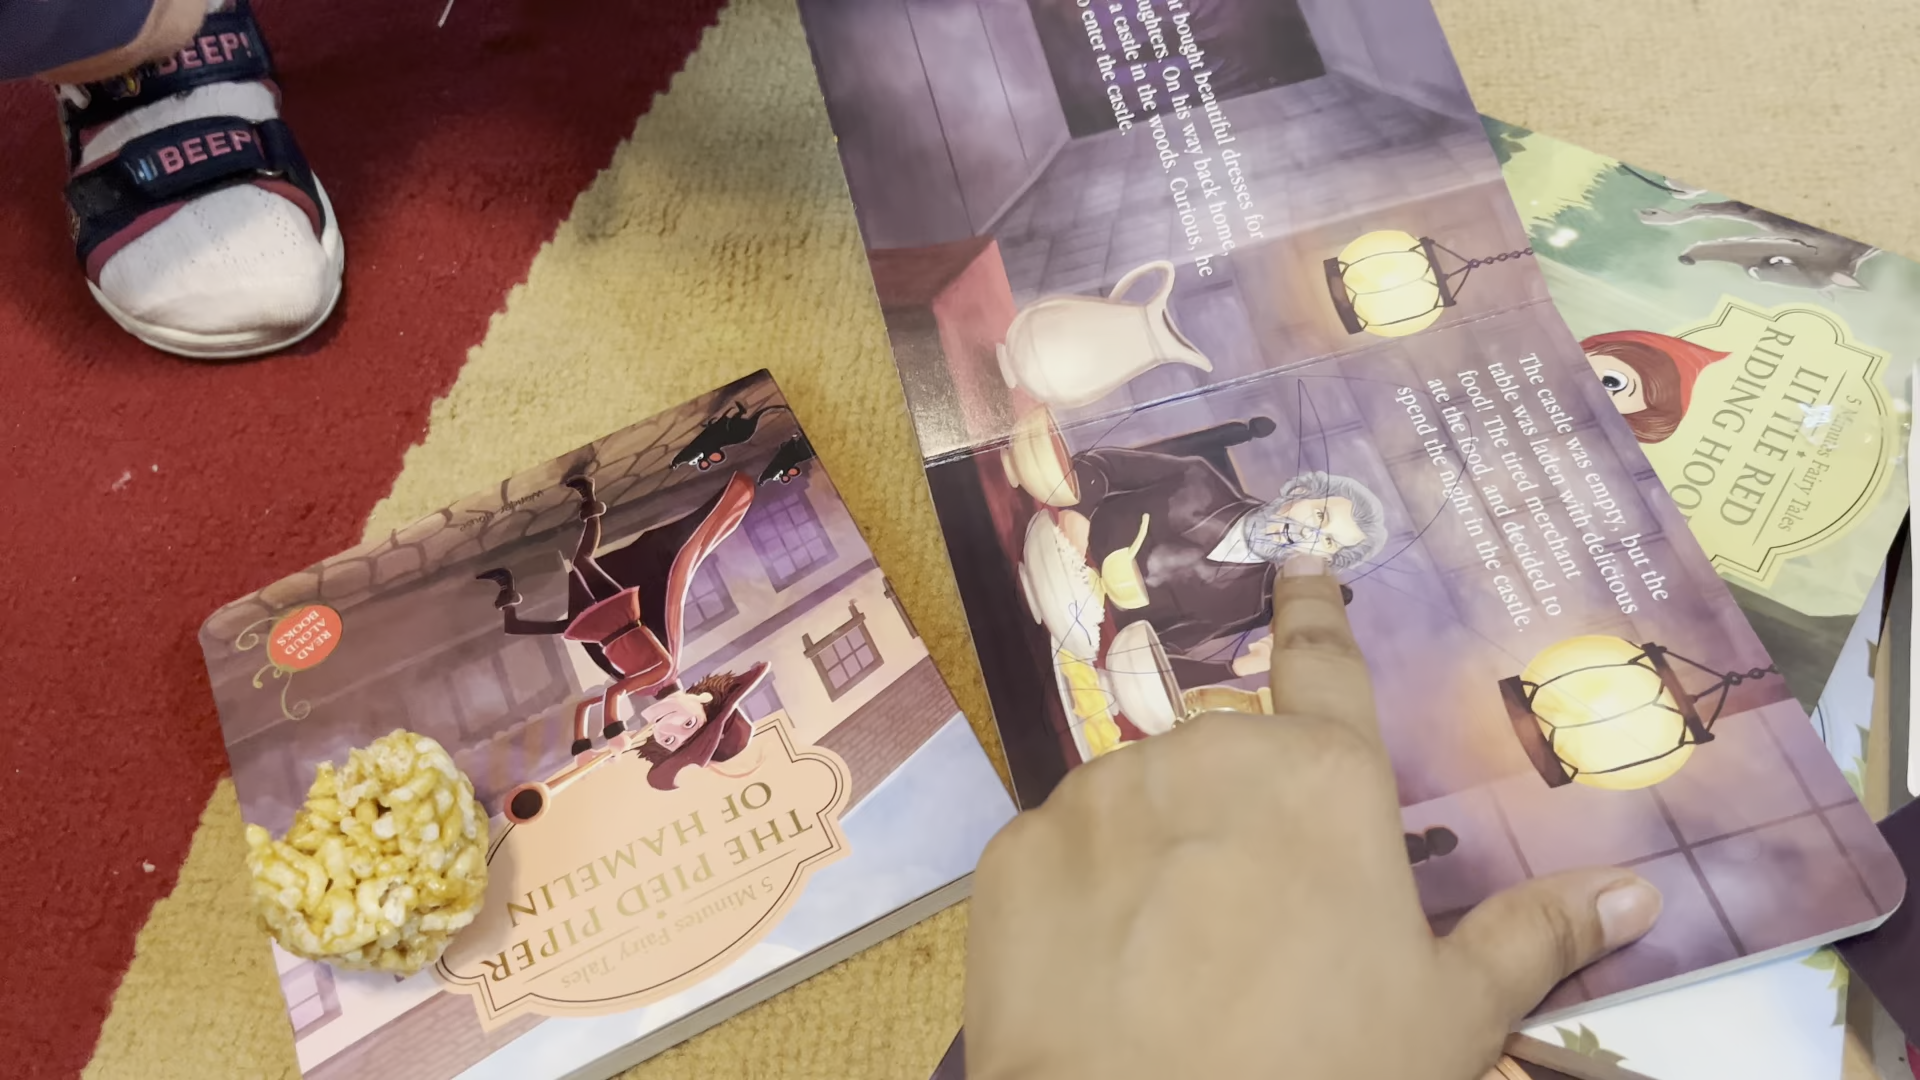 BEEP!
BEEP!
t bought beautiful dresses for
ughters. On his way back home,
a castle in the woods. Curious, he
o enter the castle.
The castle was empty, but the
table was laden with delicious
food! The tired merchant
ate the food, and decided to
spend the night in the castle.
5 Minutes Fairy Tales
LITTLE RED
RIDING HOO
5 Minutes Fairy Tales
THE PIED PIPER
OF HAMELIN
READ
ALOUD
BOOKS